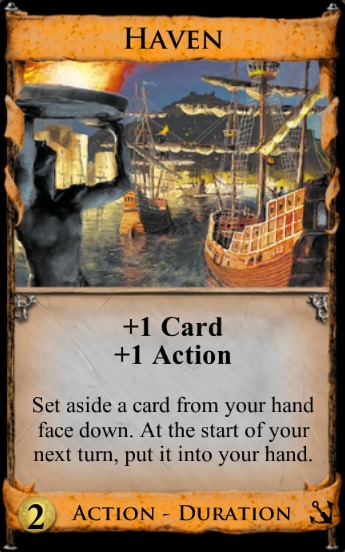 HAVEN
+1 Card
+1 Action
Set aside a card from your hand
face down. At the start of your
next turn, put it into your hand.
2 ACTION - DURATION